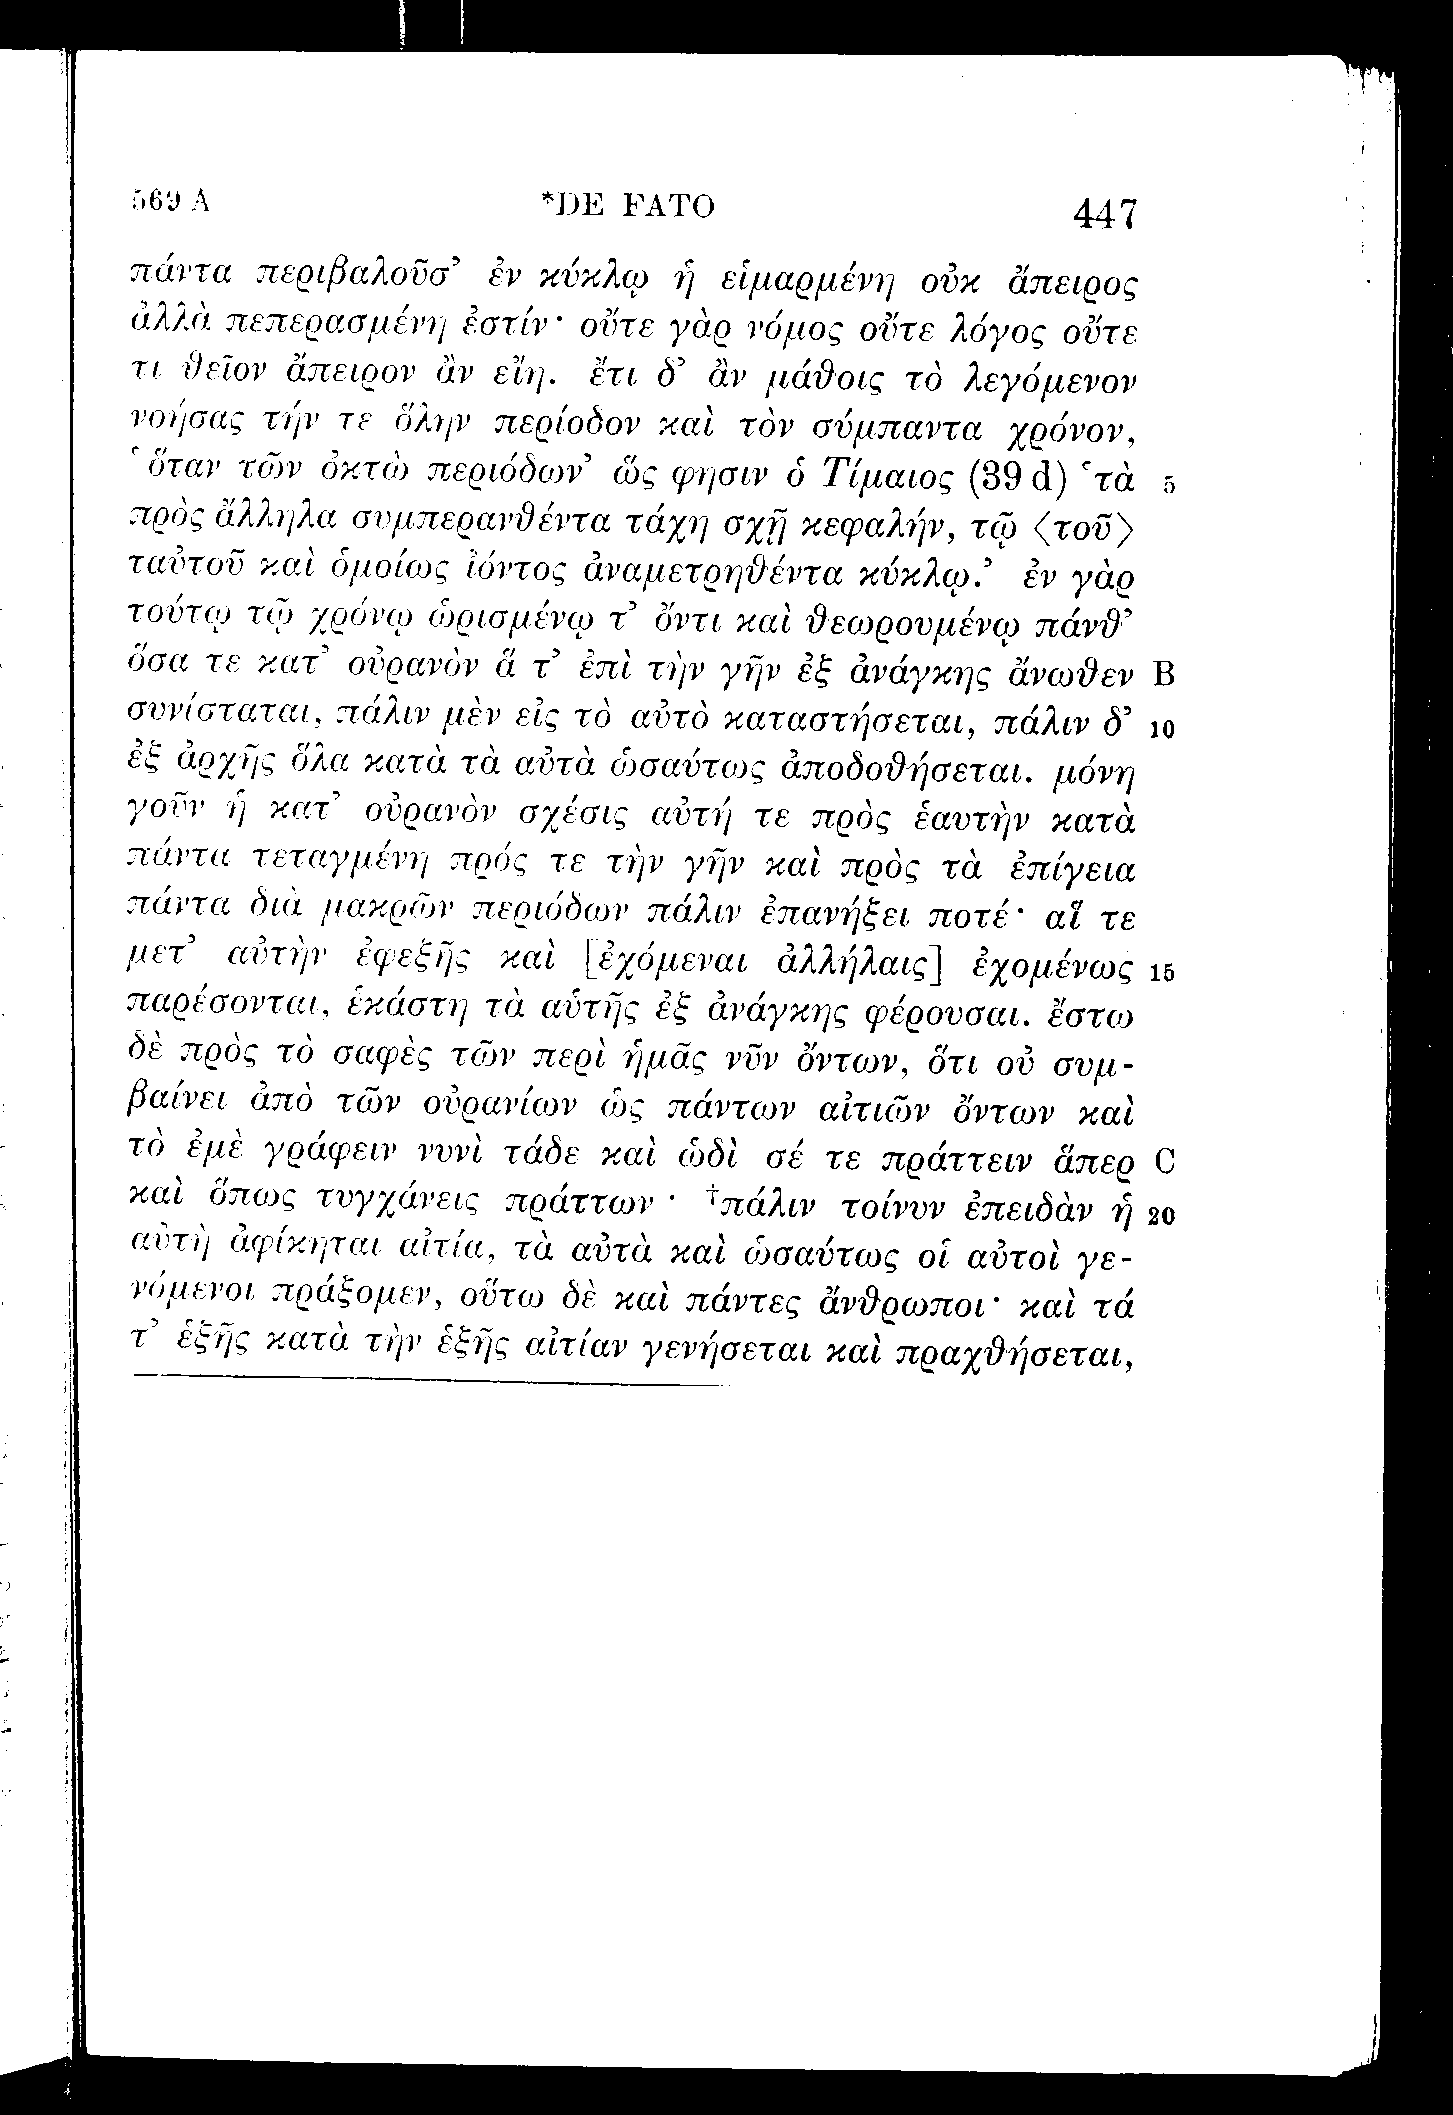 569 A *DE FATO 447
πάντα περιβαλοῦσ’ ἐν κύκλῳ ἡ εἱμαρμένη οὐκ ἄπειρος
ἀλλὰ πεπερασμένη ἐστίν· οὔτε γὰρ νόμος οὔτε λόγος οὔτε
τι θεῖον ἄπειρον ἂν εἴη. ἔτι δ’ ἂν μάθοις τὸ λεγόμενον
νοήσας τήν τε ὅλην περίοδον καὶ τὸν σύμπαντα χρόνον,
‘ὅταν τῶν ὀκτὼ περιόδων’ ὥς φησιν ὁ Τίμαιος (39 d) ‘τὰ 5
πρὸς ἄλληλα συμπερανθέντα τάχη σχῇ κεφαλήν, τῷ ⟨τοῦ⟩
ταὐτοῦ καὶ ὁμοίως ἰόντος ἀναμετρηθέντα κύκλῳ.’ ἐν γὰρ
τούτῳ τῷ χρόνῳ ὡρισμένῳ τ’ ὄντι καὶ θεωρουμένῳ πάνθ’
ὅσα τε κατ’ οὐρανὸν ἅ τ’ ἐπὶ τὴν γῆν ἐξ ἀνάγκης ἄνωθεν B
συνίσταται, πάλιν μὲν εἰς τὸ αὐτὸ καταστήσεται, πάλιν δ’ 10
ἐξ ἀρχῆς ὅλα κατὰ τὰ αὐτὰ ὡσαύτως ἀποδοθήσεται. μόνη
γοῦν ἡ κατ’ οὐρανὸν σχέσις αὐτή τε πρὸς ἑαυτὴν κατὰ
πάντα τεταγμένη πρός τε τὴν γῆν καὶ πρὸς τὰ ἐπίγεια
πάντα διὰ μακρῶν περιόδων πάλιν ἐπανήξει ποτέ· αἵ τε
μετ’ αὐτὴν ἐφεξῆς καὶ [ἐχόμεναι ἀλλήλαις] ἐχομένως 15
παρέσονται, ἑκάστη τὰ αὑτῆς ἐξ ἀνάγκης φέρουσαι. ἔστω
δὲ πρὸς τὸ σαφὲς τῶν περὶ ἡμᾶς νῦν ὄντων, ὅτι οὐ συμ-
βαίνει ἀπὸ τῶν οὐρανίων ὡς πάντων αἰτιῶν ὄντων καὶ
τὸ ἐμὲ γράφειν νυνὶ τάδε καὶ ὡδὶ σέ τε πράττειν ἅπερ C
καὶ ὅπως τυγχάνεις πράττων · †πάλιν τοίνυν ἐπειδὰν ἡ 20
αὐτὴ ἀφίκηται αἰτία, τὰ αὐτὰ καὶ ὡσαύτως οἱ αὐτοὶ γε-
νόμενοι πράξομεν, οὕτω δὲ καὶ πάντες ἄνθρωποι· καὶ τά
τ’ ἑξῆς κατὰ τὴν ἑξῆς αἰτίαν γενήσεται καὶ πραχθήσεται,